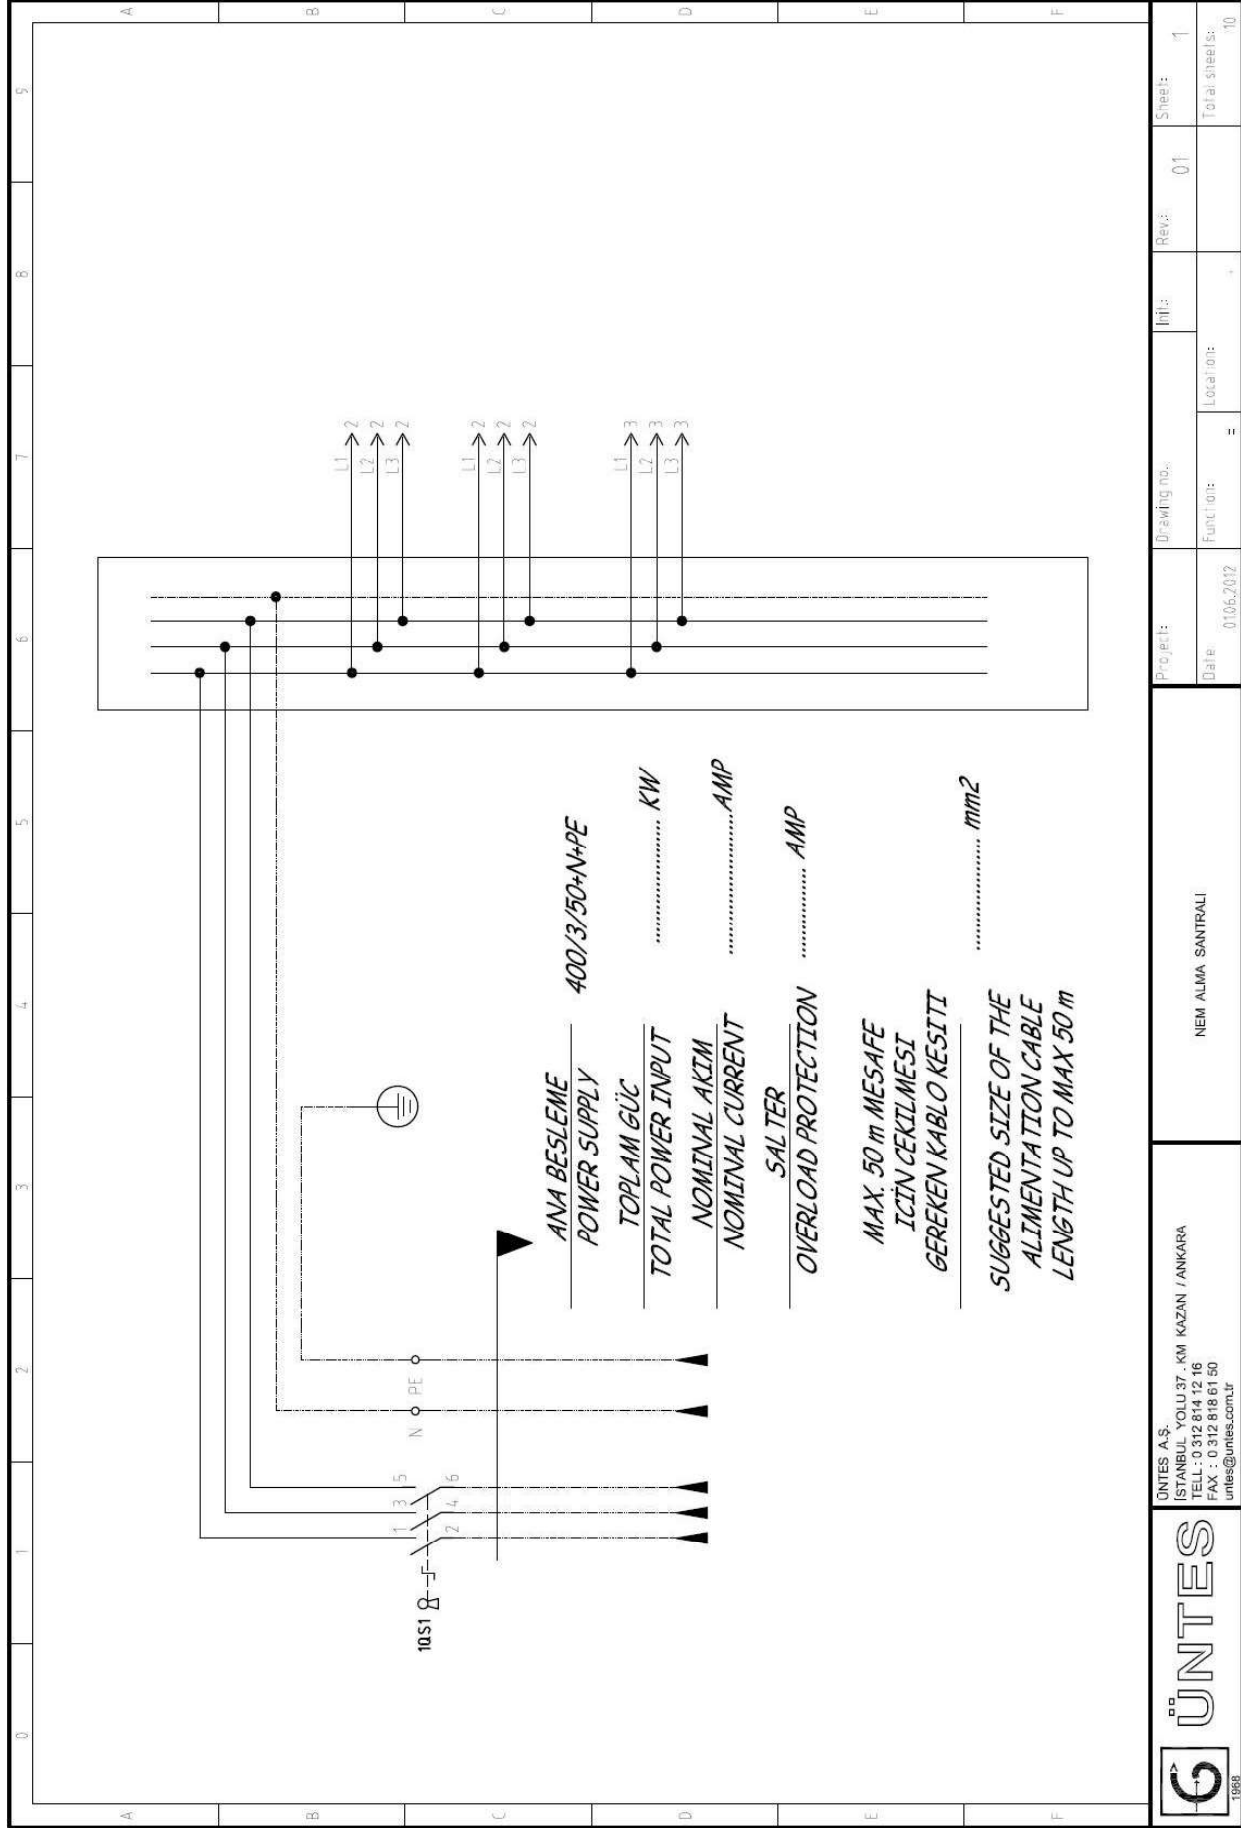 0 1 2 3 4 5 6 7 8 9
A
B
C
D
E
F
A
B
C
D
E
F
L1 2
L2 2
L3 2
L1 2
L2 2
L3 2
L1 3
L2 3
L3 3
1QS1
1 3 5
2 4 6
N PE
ANA BESLEME
POWER SUPPLY
400/3/50+N+PE
TOPLAM GÜC
TOTAL POWER INPUT
................ KW
NOMINAL AKIM
NOMINAL CURRENT
...................AMP
SALTER
OVERLOAD PROTECTION
............ AMP
MAX. 50 m MESAFE
ICİN CEKILMESI
GEREKEN KABLO KESITI
SUGGESTED SIZE OF THE
ALIMENTATION CABLE
LENGTH UP TO MAX 50 m
............... mm2
1968
ÜNTES
ÜNTES A.Ş.
İSTANBUL YOLU 37 . KM KAZAN / ANKARA
TELL : 0 312 814 12 16
FAX : 0 312 818 61 50
untes@untes.com.tr
NEM ALMA SANTRALI
Project:
Drawing no.:
Init.:
Rev.: 01
Sheet: 1
Date 01.06.2012
Function: =
Location:
Total sheets: 10